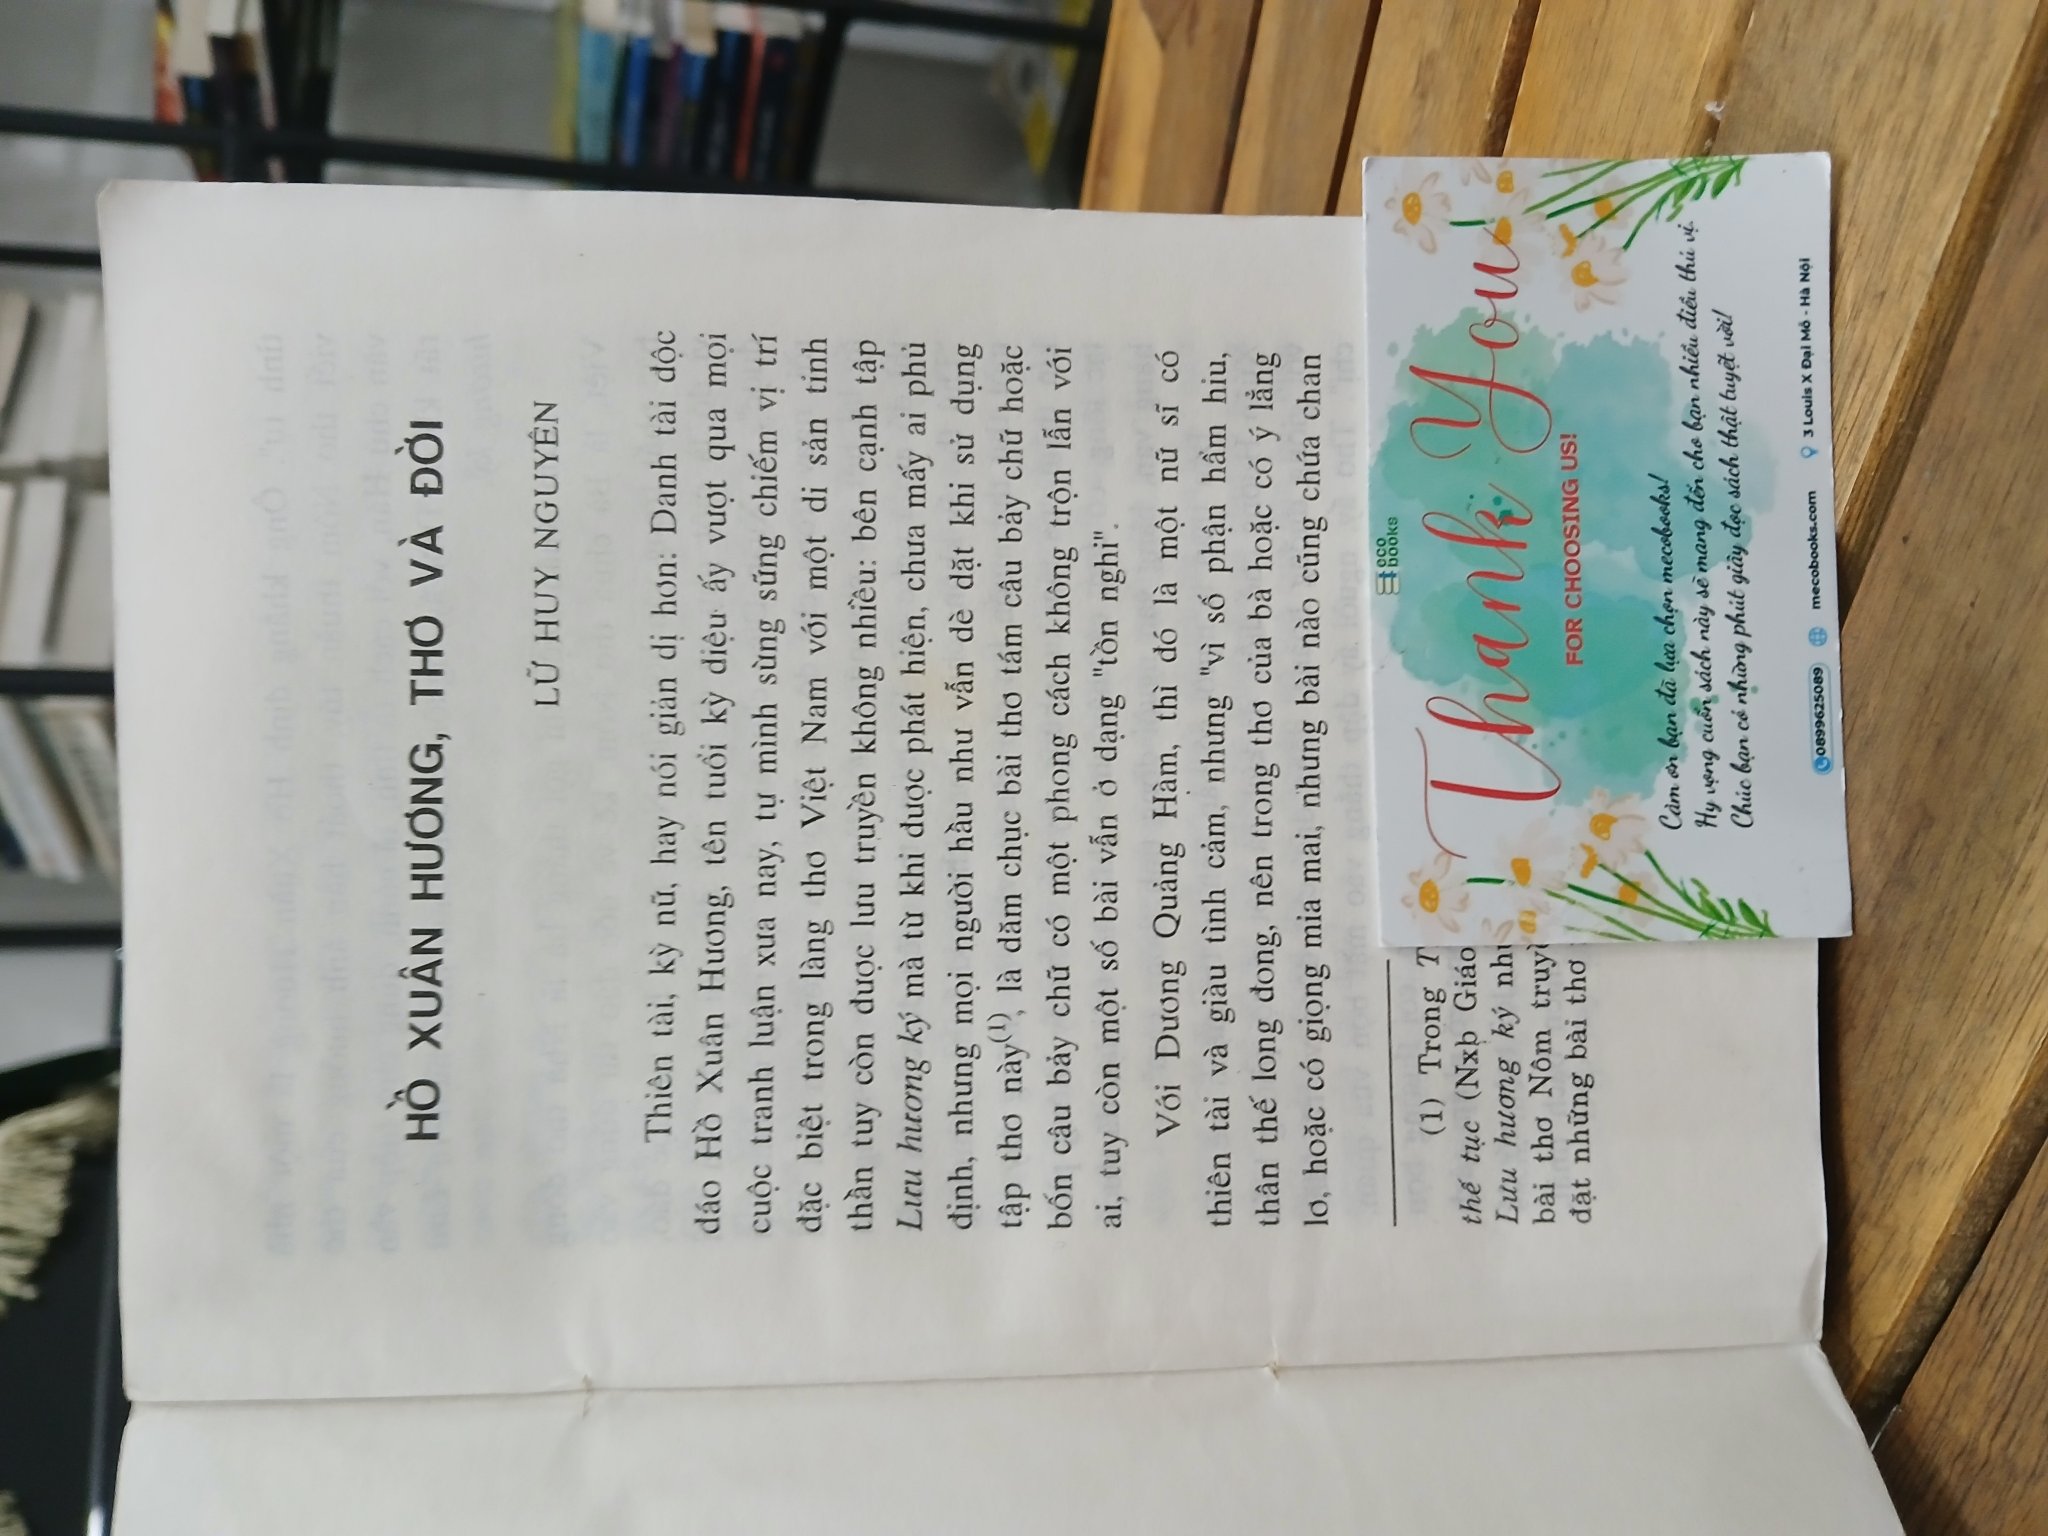 HỒ XUÂN HƯƠNG, THƠ VÀ ĐỜI
LỮ HUY NGUYÊN
Thiên tài, kỳ nữ, hay nói giản dị hơn: Danh tài độc
đáo Hồ Xuân Hương, tên tuổi kỳ diệu ấy vượt qua mọi
cuộc tranh luận xưa nay, tự mình sừng sững chiếm vị trí
đặc biệt trong làng thơ Việt Nam với một di sản tinh
thần tuy còn được lưu truyền không nhiều: bên cạnh tập
Lưu hương ký mà từ khi được phát hiện, chưa mấy ai phủ
định, nhưng mọi người hầu như vẫn dè dặt khi sử dụng
tập thơ này(1), là dăm chục bài thơ tám câu bảy chữ hoặc
bốn câu bảy chữ có một phong cách không trộn lẫn với
ai, tuy còn một số bài vẫn ở dạng "tồn nghi".
Với Dương Quảng Hàm, thì đó là một nữ sĩ có
thiên tài và giàu tình cảm, nhưng "vì số phận hẩm hiu,
thân thế long đong, nên trong thơ của bà hoặc có ý lẳng
lơ, hoặc có giọng mỉa mai, nhưng bài nào cũng chứa chan
(1) Trong T
thế tục (Nxb Giáo
Lưu hương ký
bài thơ Nôm
đặt những bài thơ
eco
books
Thank You
FOR CHOOSING US!
Cảm ơn bạn đã lựa chọn mecobooks!
Hy vọng cuốn sách này sẽ mang đến cho bạn nhiều điều thú vị.
Chúc bạn có những phút giây đọc sách thật tuyệt vời!
0899625089 mecobooks.com 3 Louis X Đại Mỗ - Hà Nội